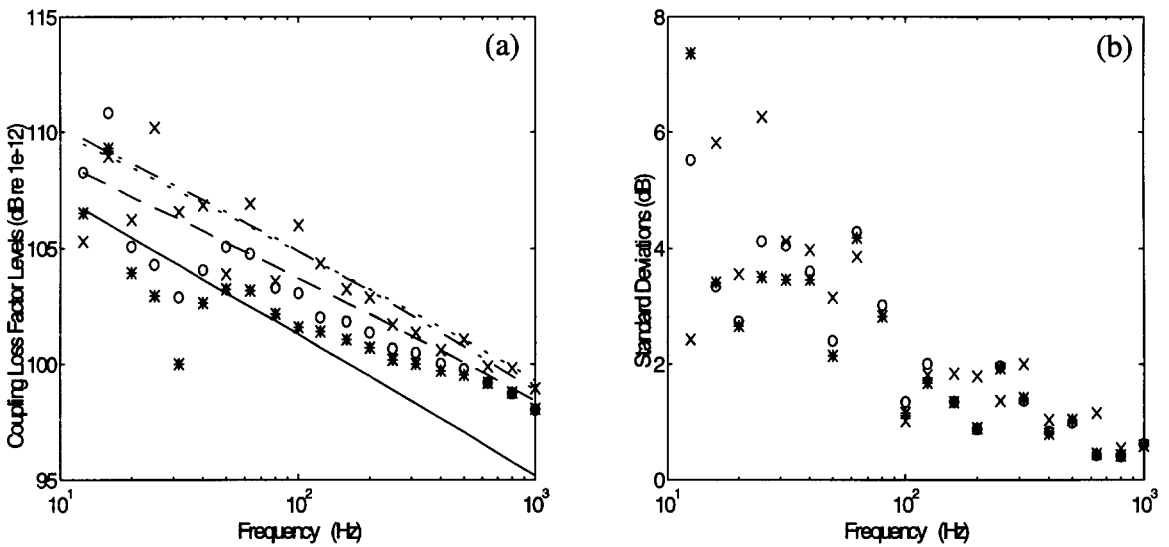 (a)
115
110
105
100
95
Coupling Loss Factor Levels (dB re 1e-12)
10¹
10²
10³
Frequency (Hz)
(b)
8
6
4
2
0
Standard Deviations (dB)
10¹
10²
10³
Frequency (Hz)